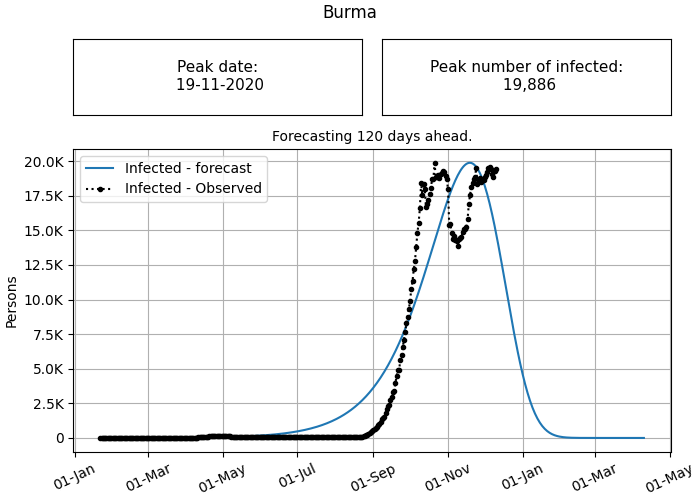 Burma
Peak date:
19-11-2020
Peak number of infected:
19,886
Forecasting 120 days ahead.
Infected - forecast
Infected - Observed
20.0K
17.5K
15.0K
12.5K
10.0K
7.5K
5.0K
2.5K
0
Persons
01-Jan
01-Mar
01-May
01-Jul
01-Sep
01-Nov
01-Jan
01-Mar
01-May